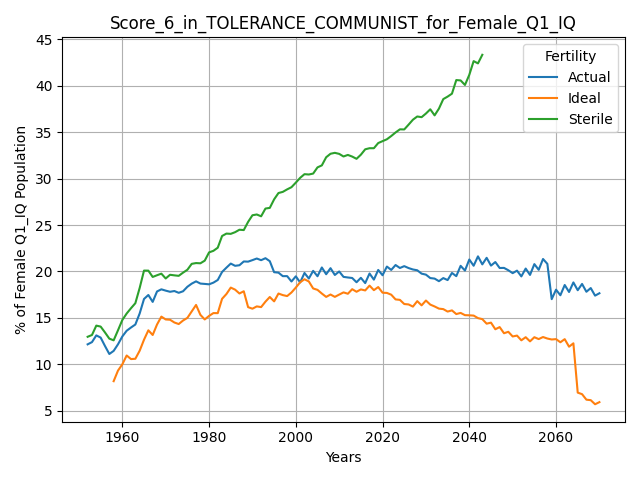 Score_6_in_TOLERANCE_COMMUNIST_for_Female_Q1_IQ
% of Female Q1_IQ Population
45
40
35
30
25
20
15
10
5
Fertility
Actual
Ideal
Sterile
1960 1980 2000 2020 2040 2060
Years